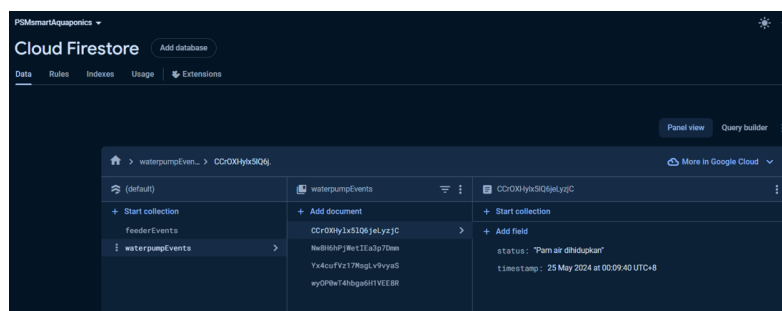 PSMsmartAquaponics
Cloud Firestore
Add database
Data Rules Indexes Usage Extensions
Panel view Query builder
waterpumpEven... > CCrOXHylx5lQ6j.
More in Google Cloud
(default)
+ Start collection
feederEvents
waterpumpEvents
waterpumpEvents
+ Add document
CCrOXHylx5lQ6jeLyzjC
NwBH6hPjWetIEa3p7Dmm
Yx4cufVz17MsgLv9vyaS
wyOP0wT4hbga6H1VEE8R
CCrOXHylx5lQ6jeLyzjC
+ Start collection
+ Add field
status: "Pam air dihidupkan"
timestamp: 25 May 2024 at 00:09:40 UTC+8